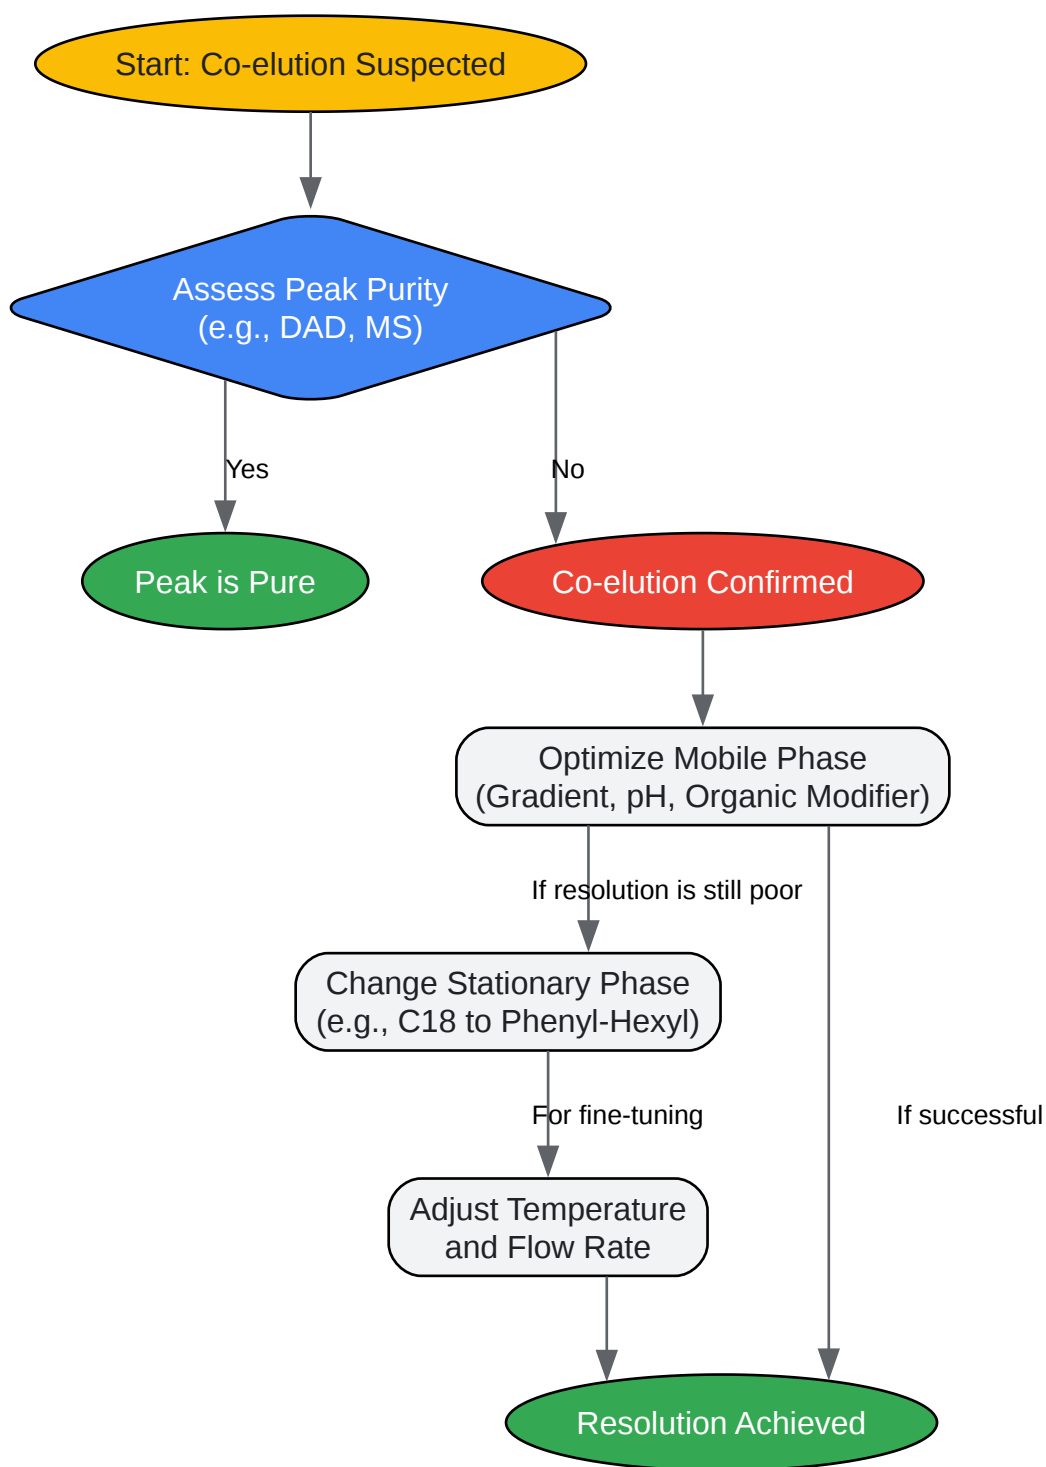 Start: Co-elution Suspected
Assess Peak Purity
(e.g., DAD, MS)
Yes
No
Peak is Pure
Co-elution Confirmed
Optimize Mobile Phase
(Gradient, pH, Organic Modifier)
If resolution is still poor
Change Stationary Phase
(e.g., C18 to Phenyl-Hexyl)
For fine-tuning
If successful
Adjust Temperature
and Flow Rate
Resolution Achieved